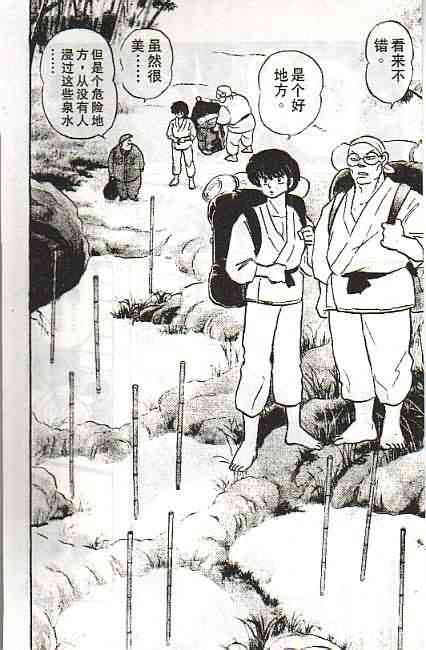 看来不
错。
是个好
地方。
虽然很
美……
但是个危险地
方，从没有人
浸过这些泉水
……